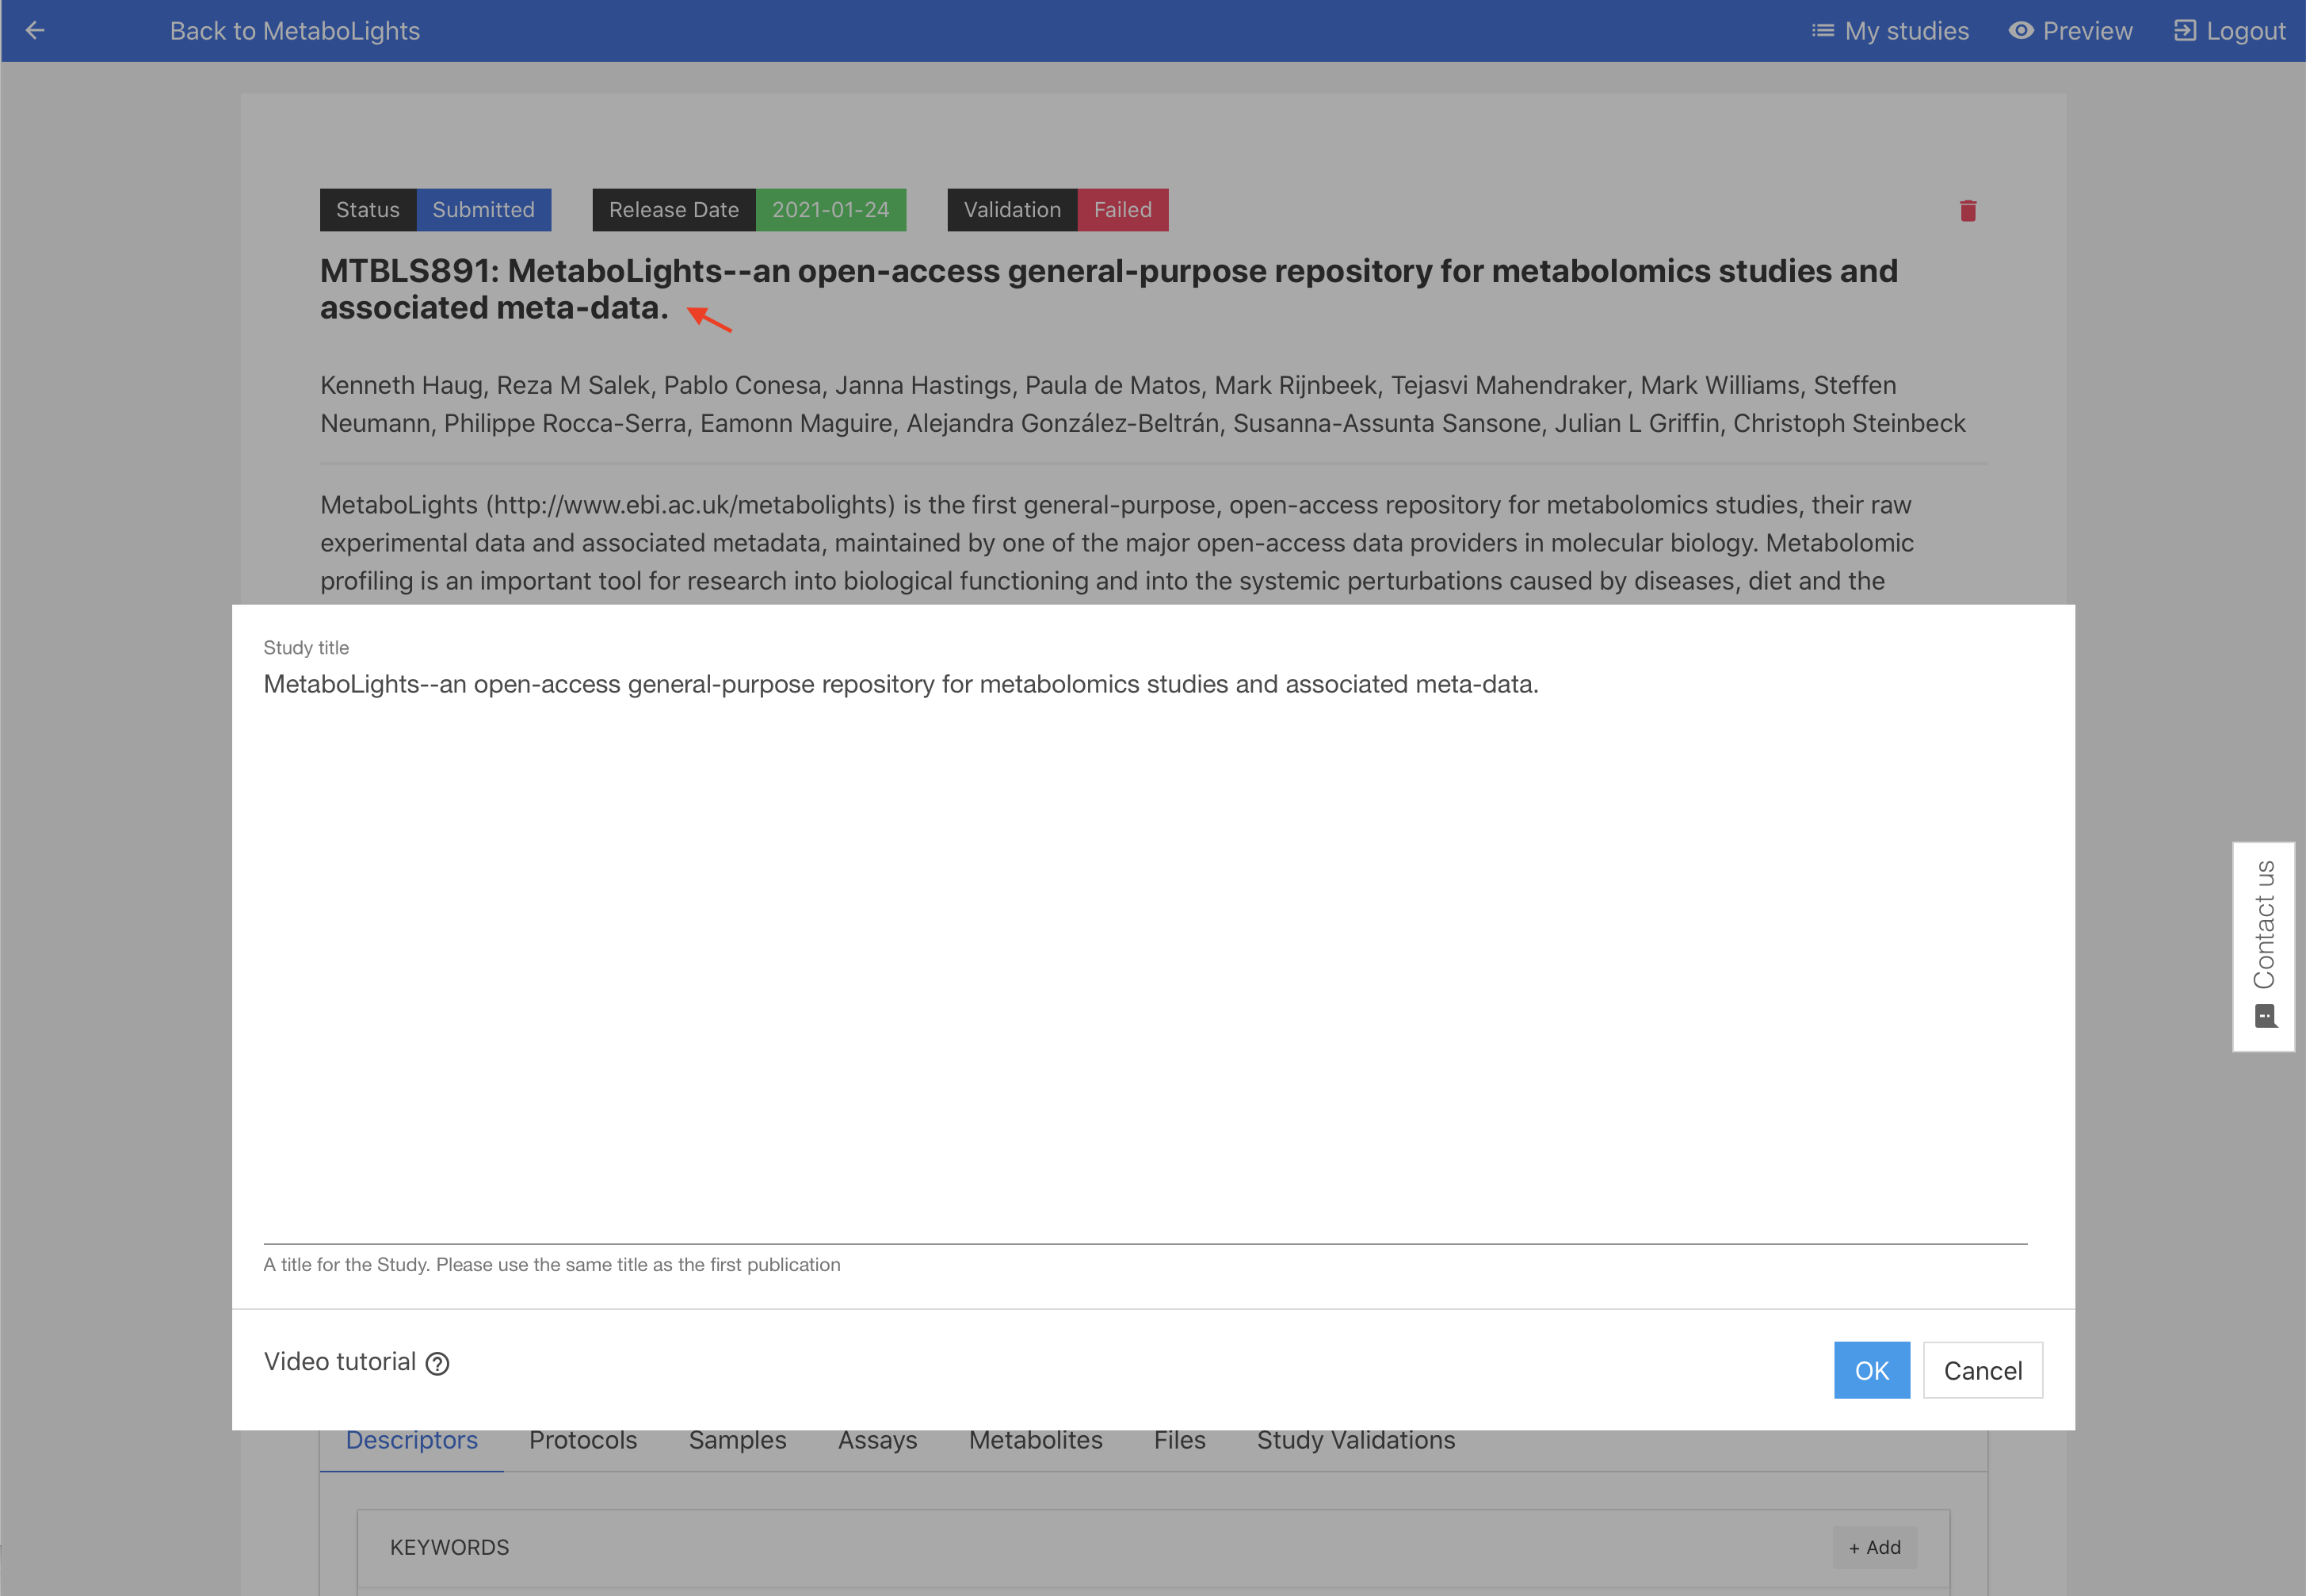 Back to MetaboLights
My studies
Preview
Logout
Status Submitted
Release Date 2021-01-24
Validation Failed
MTBLS891: MetaboLights--an open-access general-purpose repository for metabolomics studies and
associated meta-data.
Kenneth Haug, Reza M Salek, Pablo Conesa, Janna Hastings, Paula de Matos, Mark Rijnbeek, Tejasvi Mahendraker, Mark Williams, Steffen
Neumann, Philippe Rocca-Serra, Eamonn Maguire, Alejandra González-Beltrán, Susanna-Assunta Sansone, Julian L Griffin, Christoph Steinbeck
MetaboLights (http://www.ebi.ac.uk/metabolights) is the first general-purpose, open-access repository for metabolomics studies, their raw
experimental data and associated metadata, maintained by one of the major open-access data providers in molecular biology. Metabolomic
profiling is an important tool for research into biological functioning and into the systemic perturbations caused by diseases, diet and the
Study title
MetaboLights--an open-access general-purpose repository for metabolomics studies and associated meta-data.
Contact us
A title for the Study. Please use the same title as the first publication
Video tutorial
OK
Cancel
Descriptors
Protocols
Samples
Assays
Metabolites
Files
Study Validations
KEYWORDS
+ Add